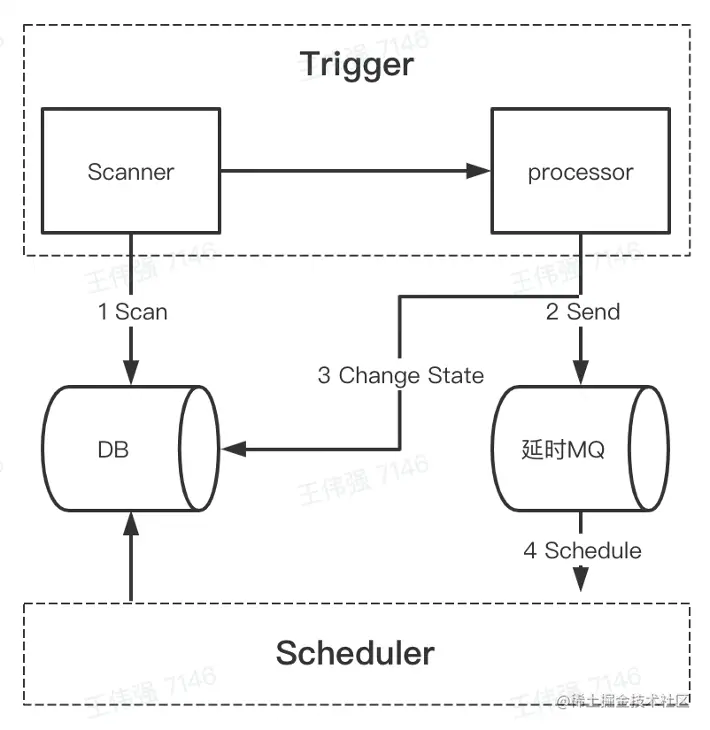 Trigger
Scanner
processor
王伟强 7146
王伟强 7146
王伟强 7146
1 Scan
2 Send
3 Change State
DB
延时MQ
王伟强 7146
4 Schedule
Scheduler
王伟强 7146
王伟强 7146
@稀土掘金技术社区